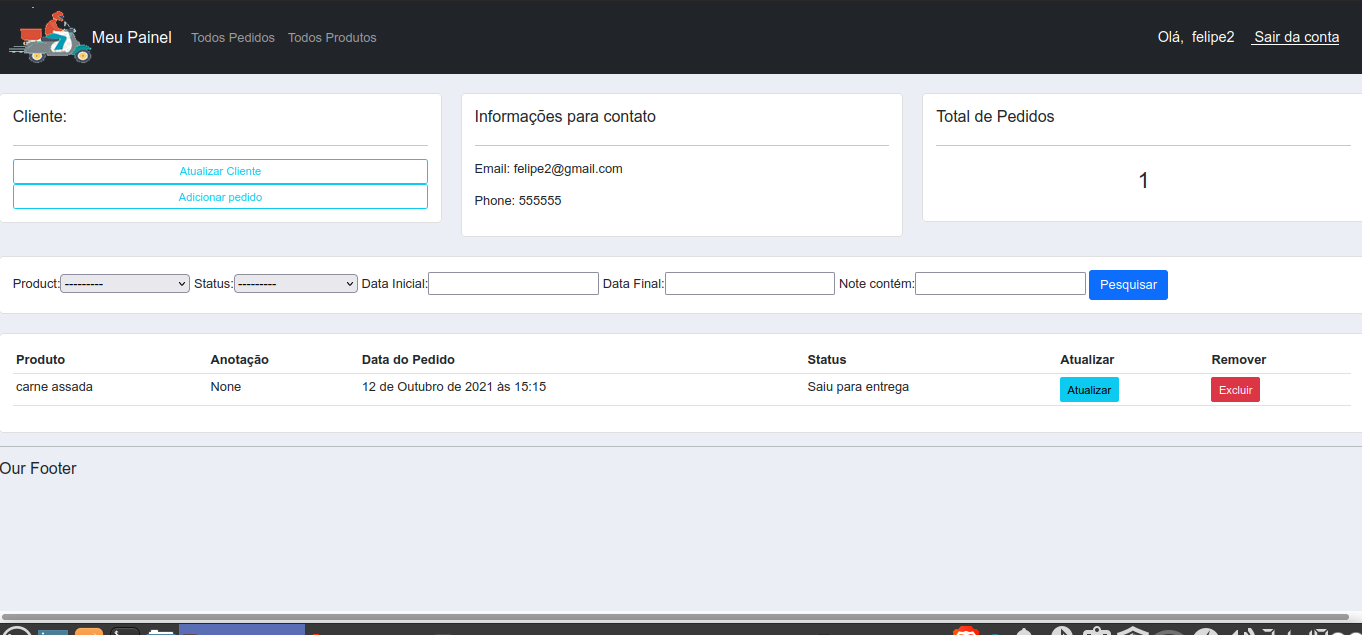 Meu Painel Todos Pedidos Todos Produtos Olá, felipe2 Sair da conta
Cliente:
Atualizar Cliente
Adicionar pedido
Informações para contato
Email: felipe2@gmail.com
Phone: 555555
Total de Pedidos
1
Product: --------- Status: --------- Data Inicial: Data Final: Note contém: Pesquisar
Produto Anotação Data do Pedido Status Atualizar Remover
carne assada None 12 de Outubro de 2021 às 15:15 Saiu para entrega Atualizar Excluir
Our Footer